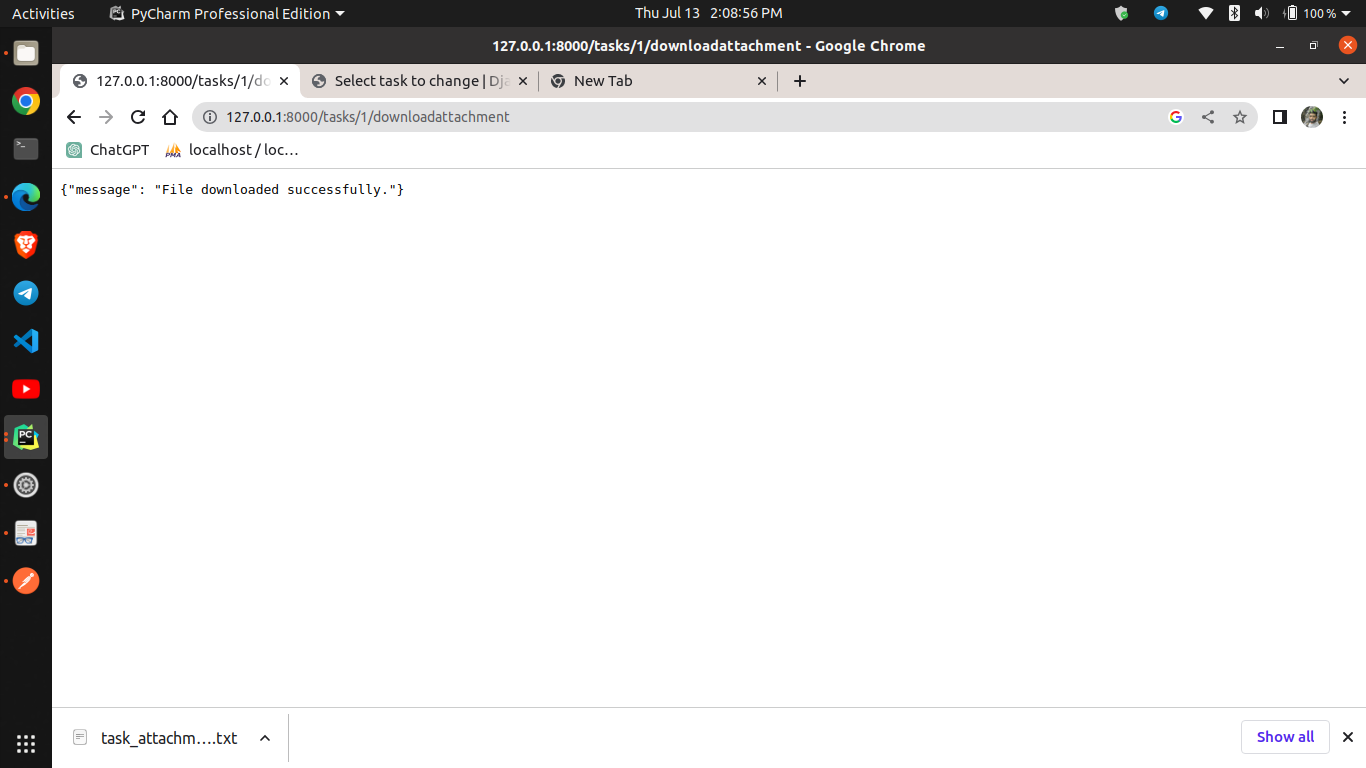 Activities
PyCharm Professional Edition
Thu Jul 13 2:08:56 PM
100 %
127.0.0.1:8000/tasks/1/downloadattachment - Google Chrome
127.0.0.1:8000/tasks/1/do
Select task to change | Dja
New Tab
127.0.0.1:8000/tasks/1/downloadattachment
ChatGPT
localhost / loc…
{"message": "File downloaded successfully."}
task_attachm….txt
Show all